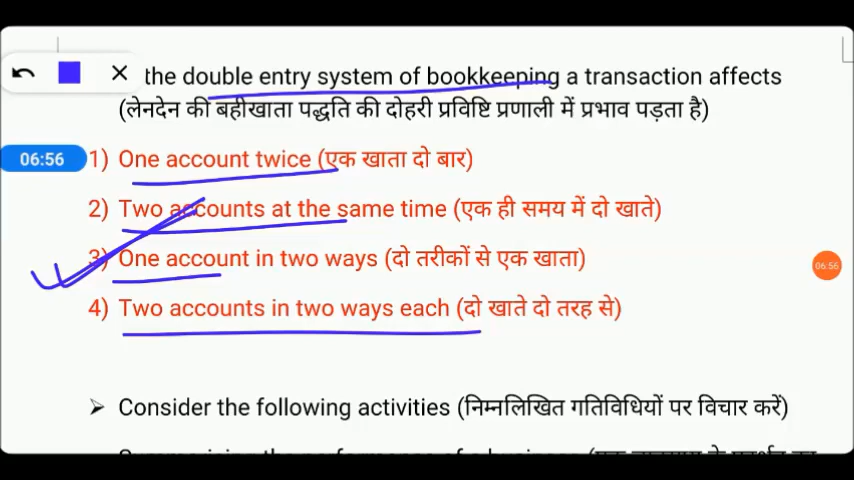 the double entry system of bookkeeping a transaction affects
(लेनदेन की बहीखाता पद्धति की दोहरी प्रविष्टि प्रणाली में प्रभाव पड़ता है)
06:56
1) One account twice (एक खाता दो बार)
2) Two accounts at the same time (एक ही समय में दो खाते)
3) One account in two ways (दो तरीकों से एक खाता)
06:56
4) Two accounts in two ways each (दो खाते दो तरह से)
➢ Consider the following activities (निम्नलिखित गतिविधियों पर विचार करें)